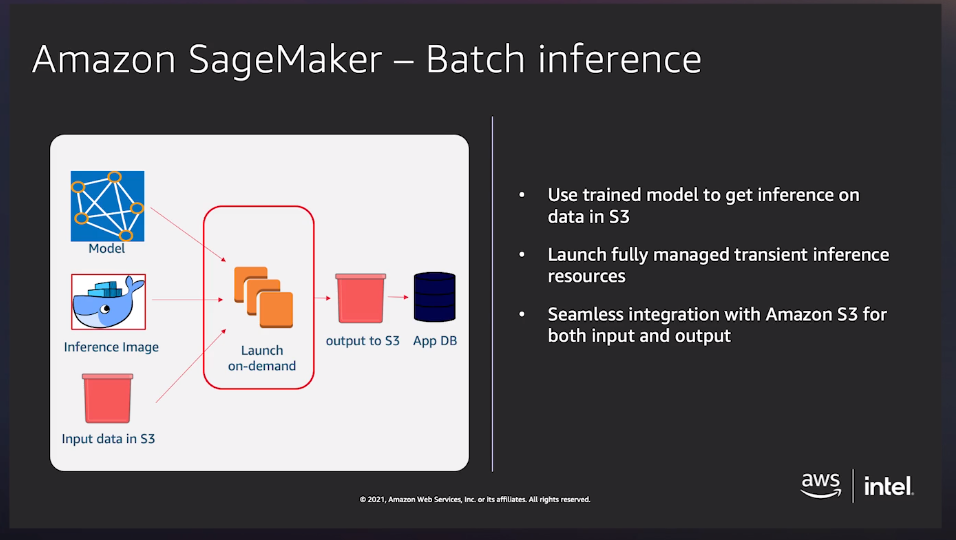 Amazon SageMaker – Batch inference
Model
Inference Image
Input data in S3
Launch
on-demand
output to S3
App DB
• Use trained model to get inference on
data in S3
• Launch fully managed transient inference
resources
• Seamless integration with Amazon S3 for
both input and output
© 2021, Amazon Web Services, Inc. or its affiliates. All rights reserved.
aws
intel.